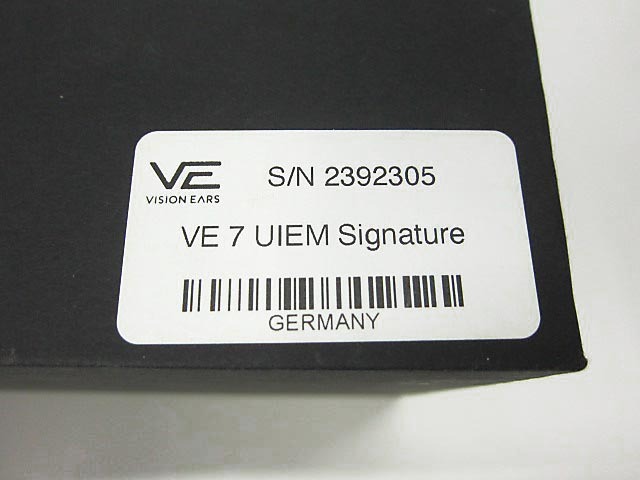 VE
VISION EARS
S/N 2392305
VE 7 UIEM Signature
GERMANY